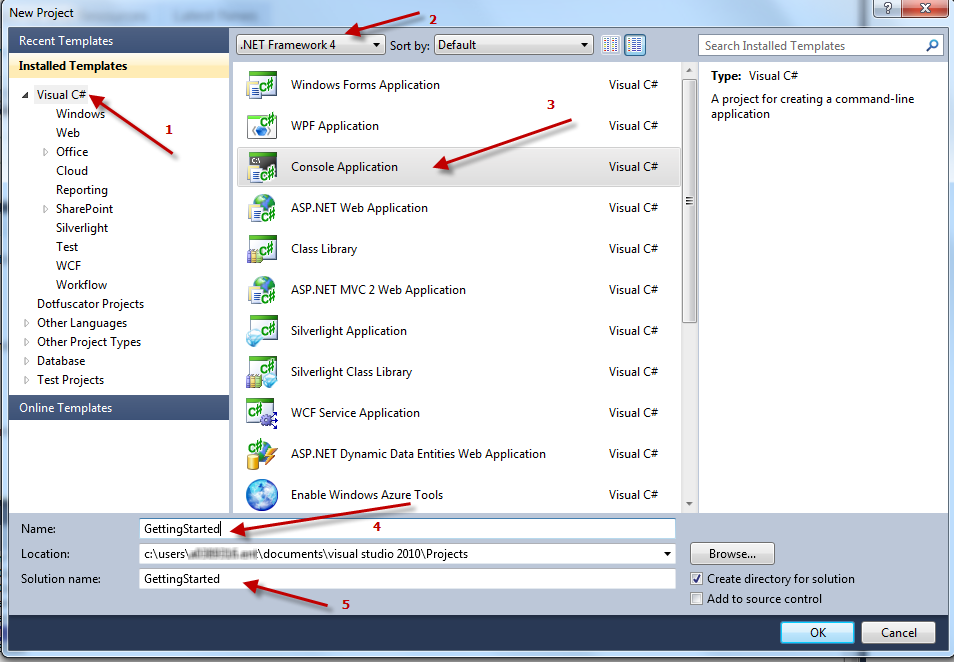 New Project
Recent Templates
.NET Framework 4
Sort by:
Default
2
Search Installed Templates
Installed Templates
Visual C#
Windows
Web
Office
Cloud
Reporting
SharePoint
Silverlight
Test
WCF
Workflow
Dotfuscator Projects
Other Languages
Other Project Types
Database
Test Projects
Online Templates
1
Windows Forms Application Visual C#
WPF Application Visual C#
3
Console Application Visual C#
ASP.NET Web Application Visual C#
Class Library Visual C#
ASP.NET MVC 2 Web Application Visual C#
Silverlight Application Visual C#
Silverlight Class Library Visual C#
WCF Service Application Visual C#
ASP.NET Dynamic Data Entities Web Application Visual C#
Enable Windows Azure Tools Visual C#
Type: Visual C#
A project for creating a command-line
application
Name: GettingStarted
4
Location: c:\users\ \documents\visual studio 2010\Projects
Browse...
Solution name: GettingStarted
5
Create directory for solution
Add to source control
OK
Cancel